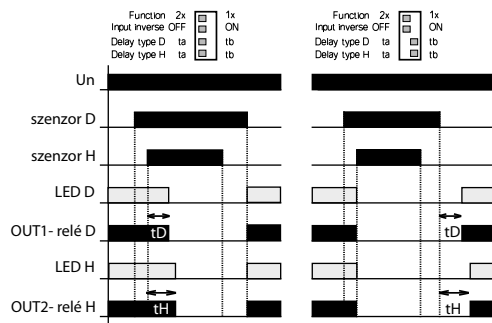 Function 2x 1x
Input inverse OFF ON
Delay type D ta tb
Delay type H ta tb
Function 2x 1x
Input inverse OFF ON
Delay type D ta tb
Delay type H ta tb
Un
szenzor D
szenzor H
LED D
OUT1- relé D
tD
tD
LED H
OUT2- relé H
tH
tH